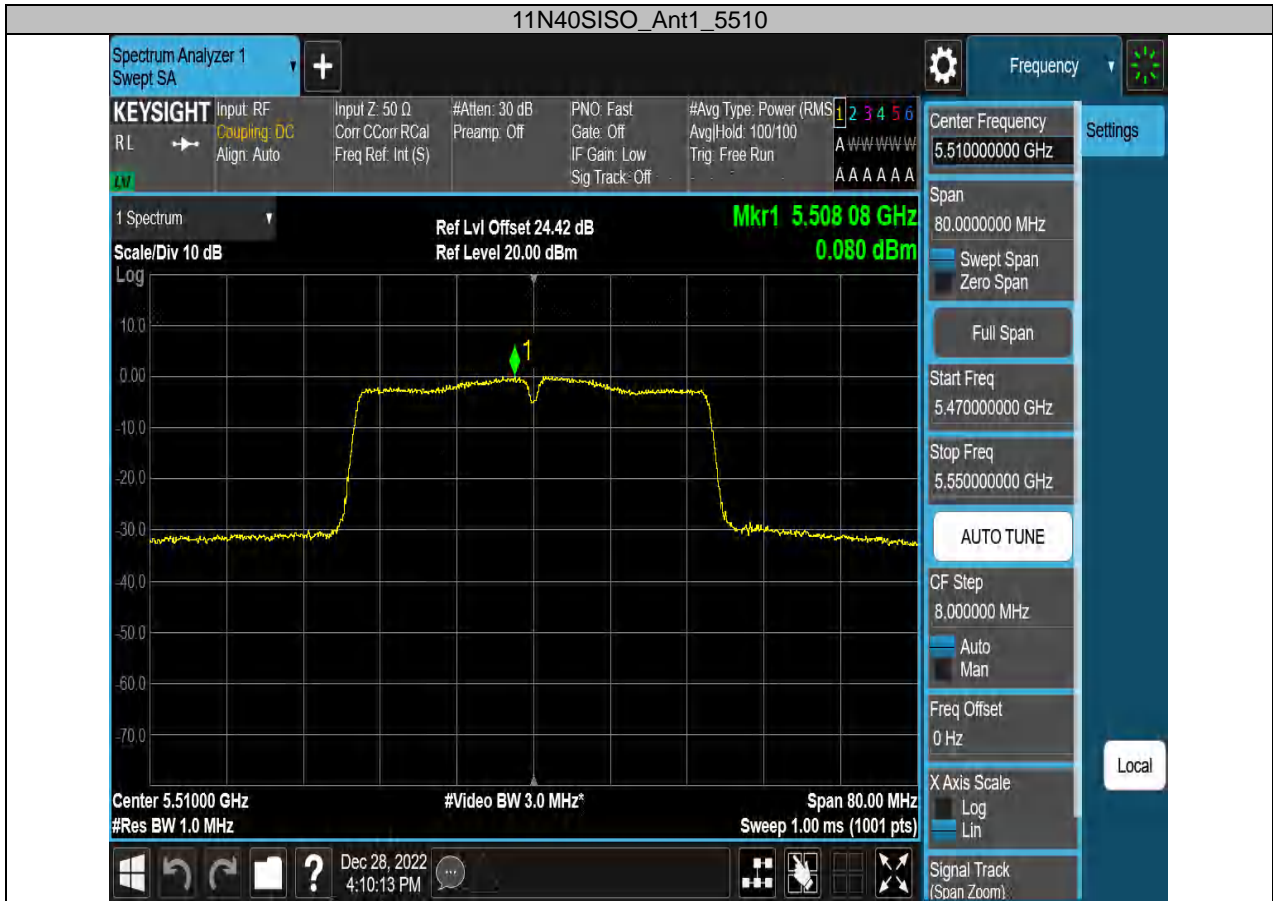 11N40SISO_Ant1_5510
Spectrum Analyzer 1
Swept SA
Frequency
KEYSIGHT
RL
Input: RF
Coupling: DC
Align: Auto
Input Z: 50 Ω
Corr CCorr RCal
Freq Ref: Int (S)
#Atten: 30 dB
Preamp: Off
PNO: Fast
Gate: Off
IF Gain: Low
Sig Track: Off
#Avg Type: Power (RMS
Avg|Hold: 100/100
Trig: Free Run
1 2 3 4 5 6
A W W W W W
A A A A A A
1 Spectrum
Scale/Div 10 dB
Ref Lvl Offset 24.42 dB
Ref Level 20.00 dBm
Mkr1 5.508 08 GHz
0.080 dBm
Log
10.0
0.00
-10.0
-20.0
-30.0
-40.0
-50.0
-60.0
-70.0
1
Center 5.51000 GHz
#Res BW 1.0 MHz
#Video BW 3.0 MHz*
Span 80.00 MHz
Sweep 1.00 ms (1001 pts)
Center Frequency
5.510000000 GHz
Settings
Span
80.0000000 MHz
Swept Span
Zero Span
Full Span
Start Freq
5.470000000 GHz
Stop Freq
5.550000000 GHz
AUTO TUNE
CF Step
8.000000 MHz
Auto
Man
Freq Offset
0 Hz
X Axis Scale
Log
Lin
Local
Signal Track
(Span Zoom)
?
Dec 28, 2022
4:10:13 PM